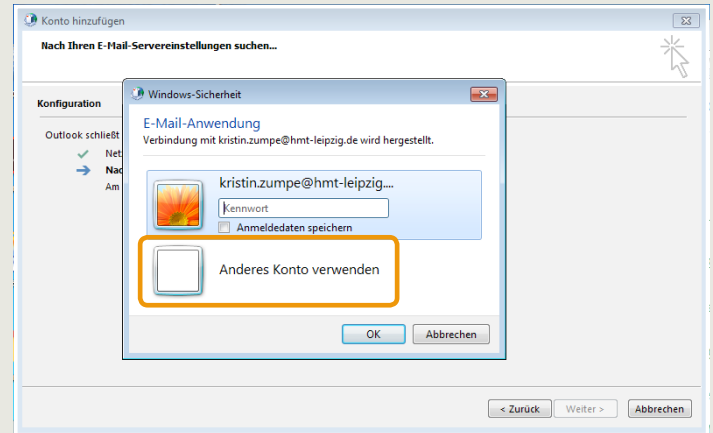 Konto hinzufügen
Nach Ihren E-Mail-Servereinstellungen suchen...
Konfiguration
Outlook schließt
Net
Nac
Am
Windows-Sicherheit
E-Mail-Anwendung
Verbindung mit kristin.zumpe@hmt-leipzig.de wird hergestellt.
kristin.zumpe@hmt-leipzig....
Kennwort
Anmeldedaten speichern
Anderes Konto verwenden
OK Abbrechen
< Zurück Weiter > Abbrechen